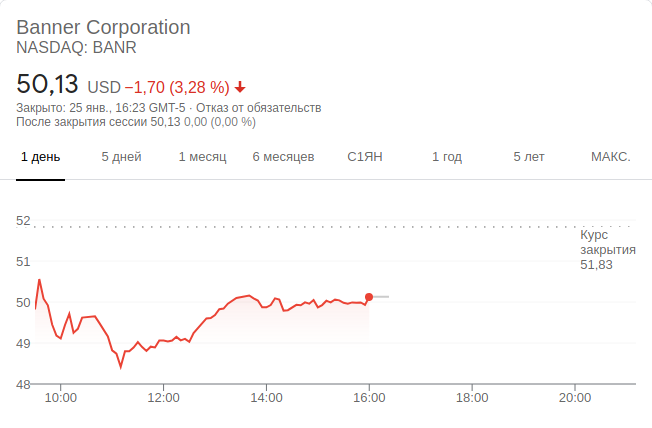 Banner Corporation
NASDAQ: BANR
50,13 USD −1,70 (3,28 %)
Закрыто: 25 янв., 16:23 GMT-5 · Отказ от обязательств
После закрытия сессии 50,13 0,00 (0,00 %)
1 день 5 дней 1 месяц 6 месяцев С1ЯН 1 год 5 лет МАКС.
52
Курс
закрытия
51,83
51
50
49
48
10:00 12:00 14:00 16:00 18:00 20:00